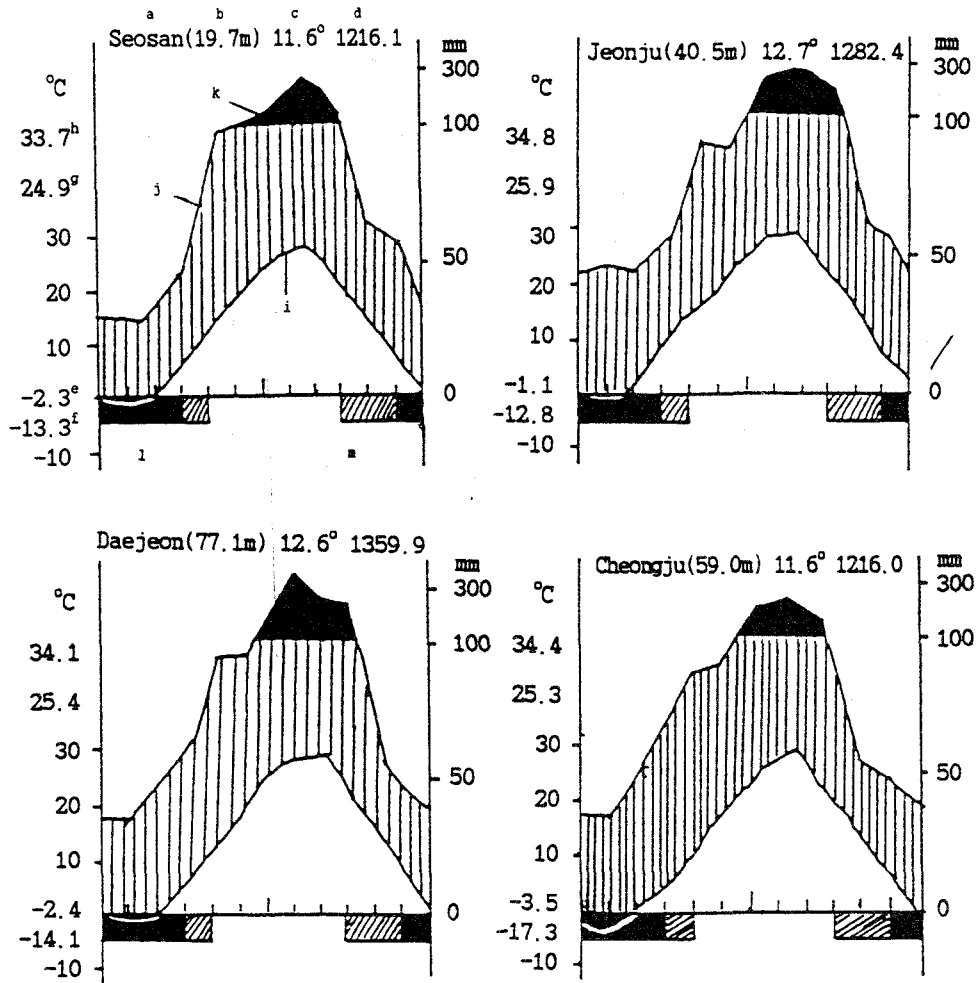 a b c d
Seosan(19.7m) 11.6° 1216.1
mm
300
100
50
0
°C
33.7ʰ
24.9ᵍ
30
20
10
-2.3ᵉ
-13.3ᶠ
-10
k
j
i
l
m
Jeonju(40.5m) 12.7° 1282.4
mm
300
100
50
0
°C
34.8
25.9
30
20
10
-1.1
-12.8
-10
Daejeon(77.1m) 12.6° 1359.9
mm
300
100
50
0
°C
34.1
25.4
30
20
10
-2.4
-14.1
-10
Cheongju(59.0m) 11.6° 1216.0
mm
300
100
50
0
°C
34.4
25.3
30
20
10
-3.5
-17.3
-10